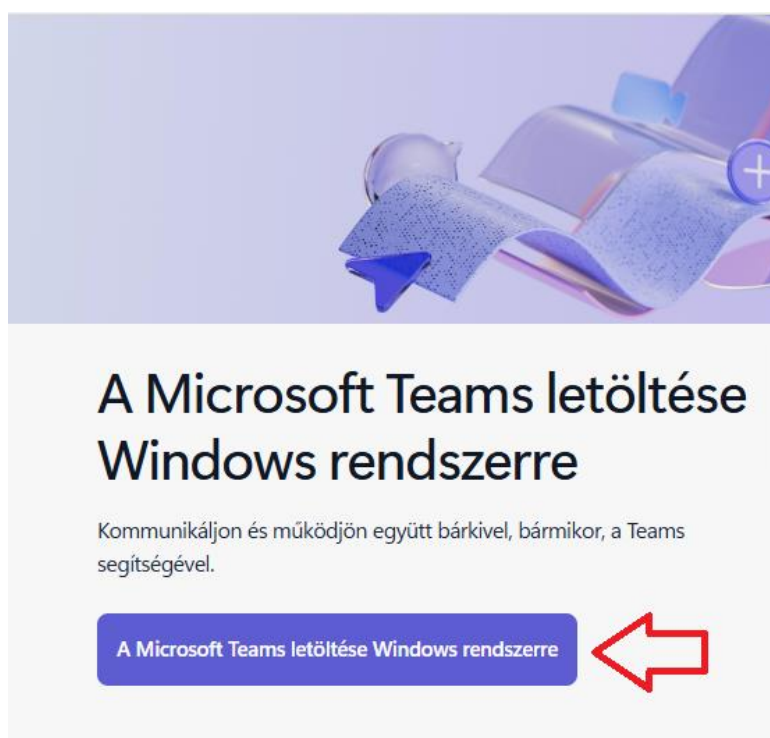 A Microsoft Teams letöltése
Windows rendszerre
Kommunikáljon és működjön együtt bárkivel, bármikor, a Teams
segítségével.
A Microsoft Teams letöltése Windows rendszerre